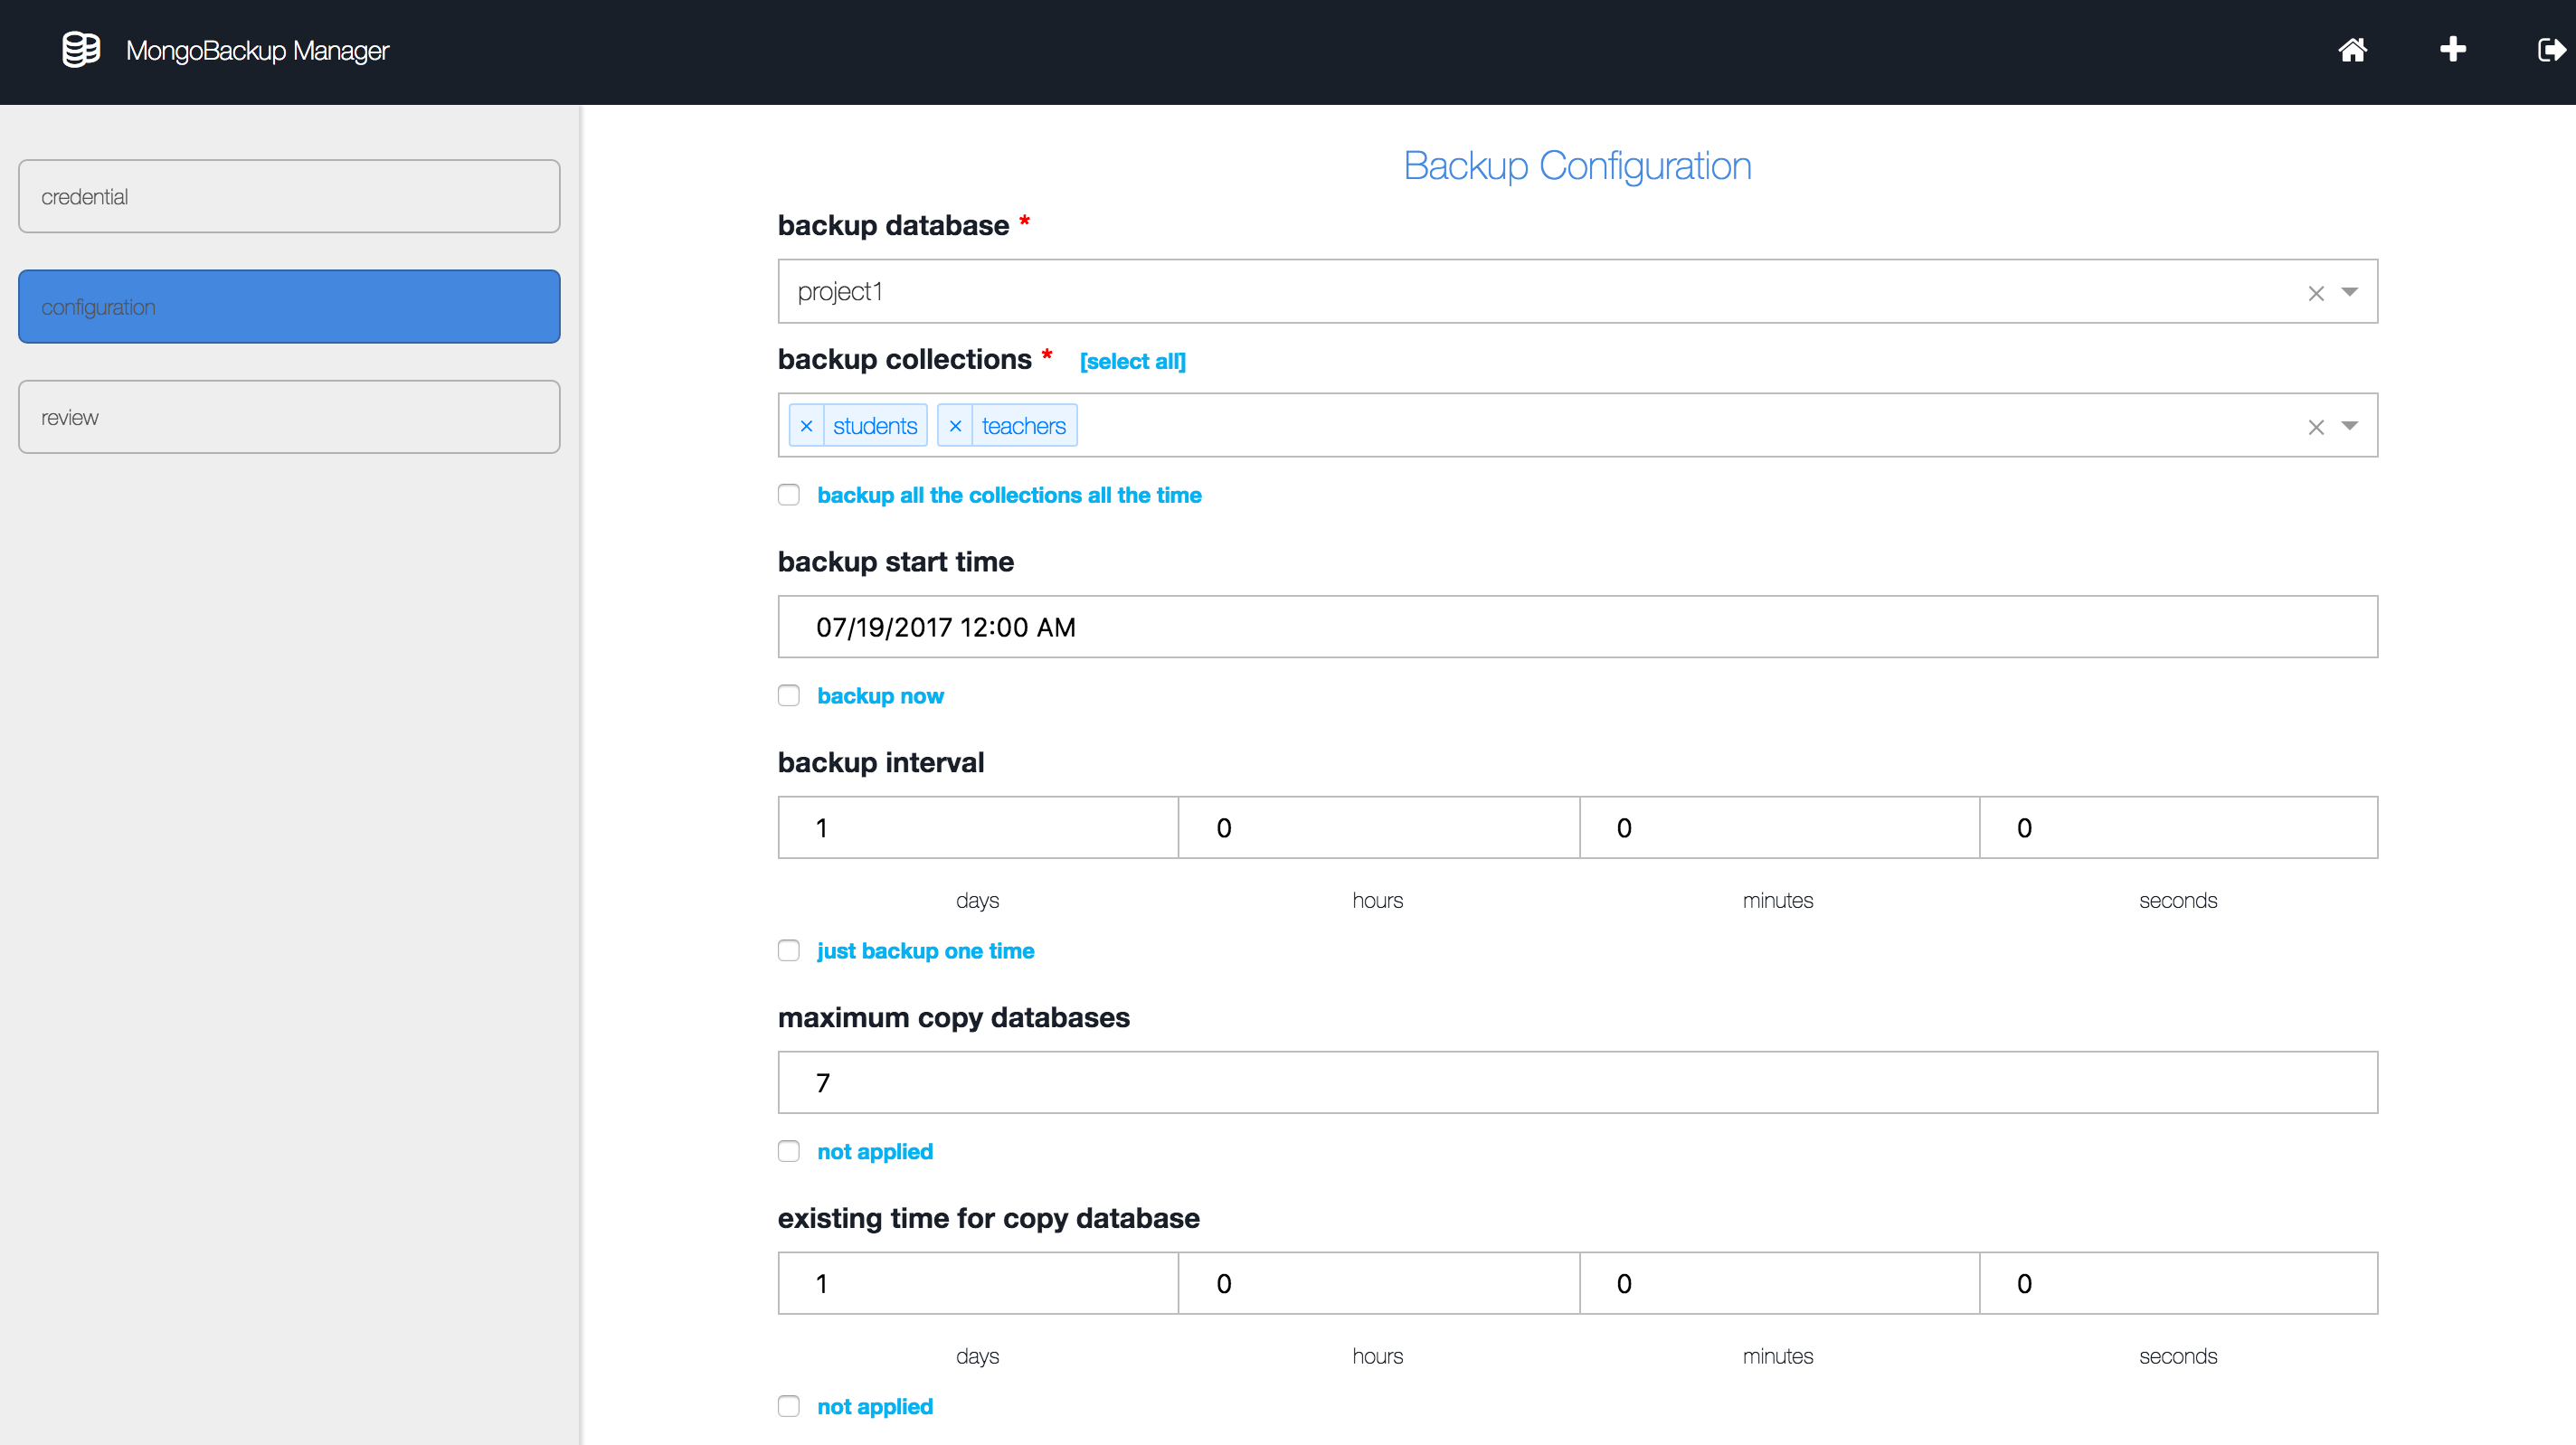 MongoBackup Manager
credential
configuration
review
Backup Configuration
backup database *
project1
backup collections * [select all]
× students × teachers
backup all the collections all the time
backup start time
07/19/2017 12:00 AM
backup now
backup interval
1 0 0 0
days hours minutes seconds
just backup one time
maximum copy databases
7
not applied
existing time for copy database
1 0 0 0
days hours minutes seconds
not applied